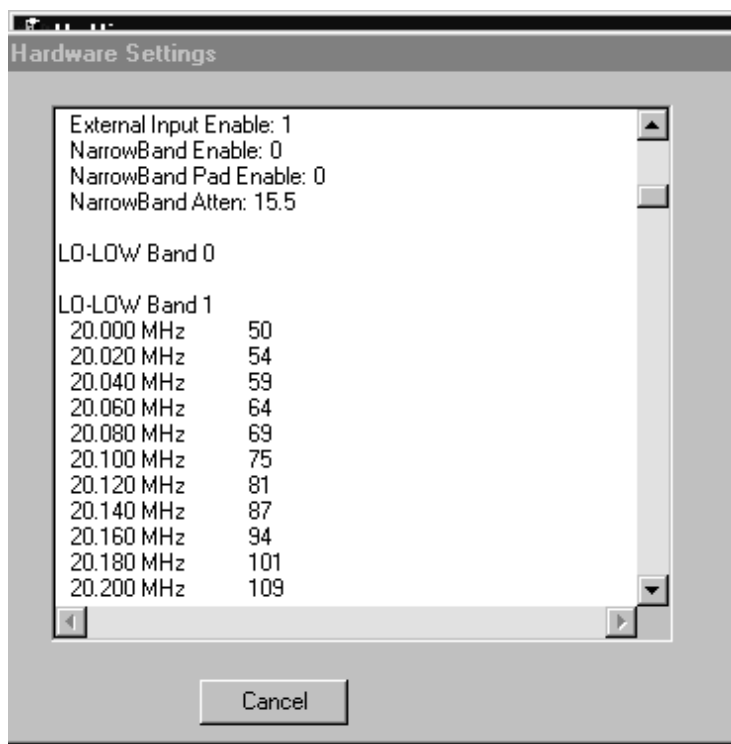 Hardware Settings
External Input Enable: 1
NarrowBand Enable: 0
NarrowBand Pad Enable: 0
NarrowBand Atten: 15.5
LO-LOW Band 0
LO-LOW Band 1
20.000 MHz 50
20.020 MHz 54
20.040 MHz 59
20.060 MHz 64
20.080 MHz 69
20.100 MHz 75
20.120 MHz 81
20.140 MHz 87
20.160 MHz 94
20.180 MHz 101
20.200 MHz 109
Cancel